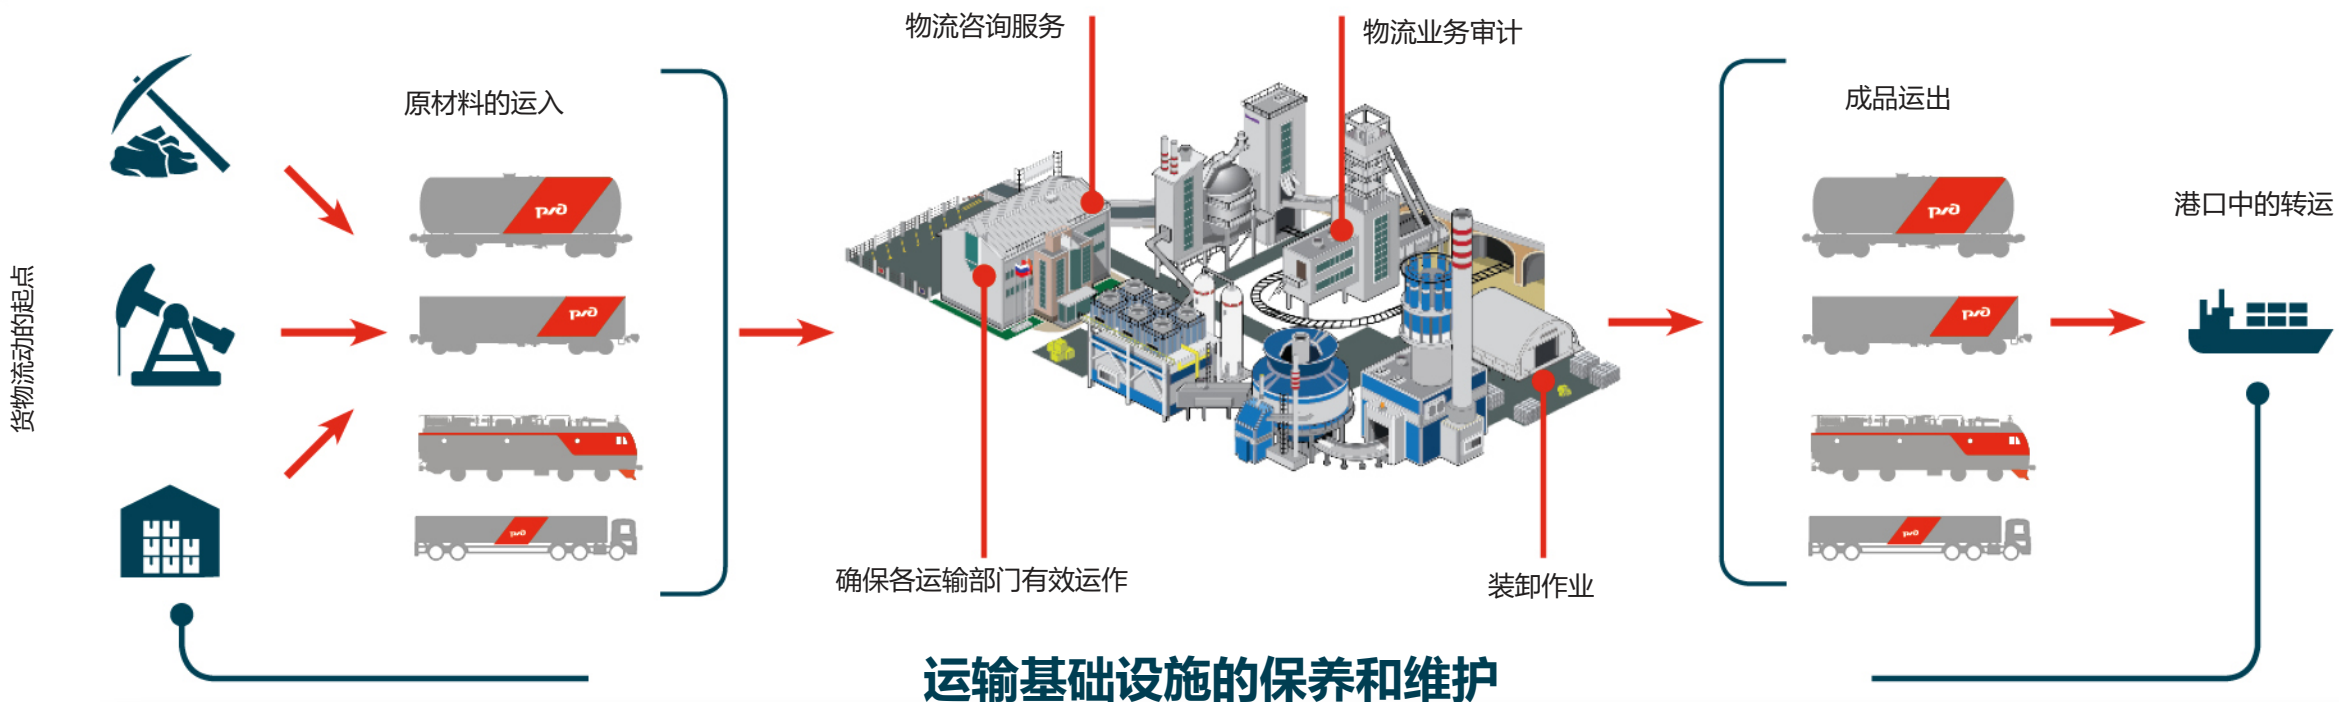 物流咨询服务
物流业务审计
原材料的运入
成品运出
港口中的转运
货物流动的起点
确保各运输部门有效运作
装卸作业
运输基础设施的保养和维护